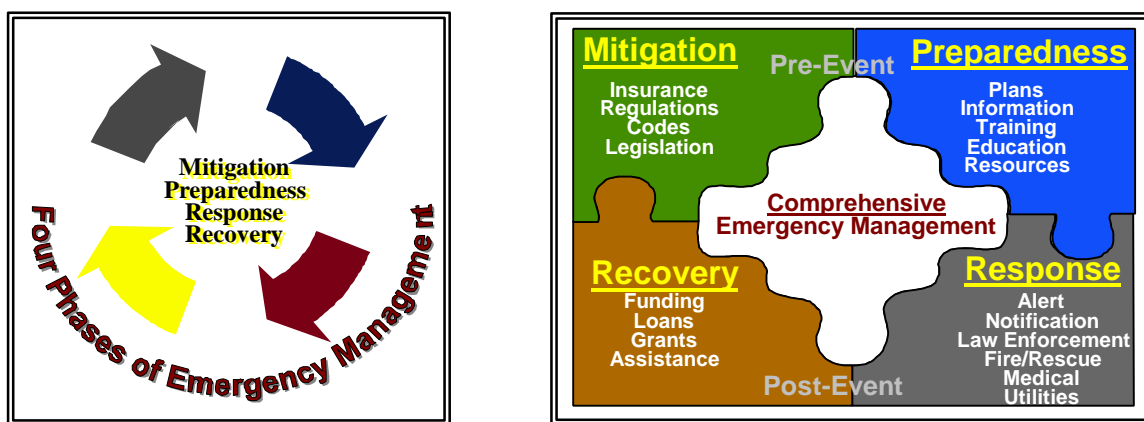 Mitigation
Preparedness
Response
Recovery
Four Phases of Emergency Management
Mitigation
Insurance
Regulations
Codes
Legislation
Pre-Event
Preparedness
Plans
Information
Training
Education
Resources
Comprehensive
Emergency Management
Recovery
Funding
Loans
Grants
Assistance
Post-Event
Response
Alert
Notification
Law Enforcement
Fire/Rescue
Medical
Utilities